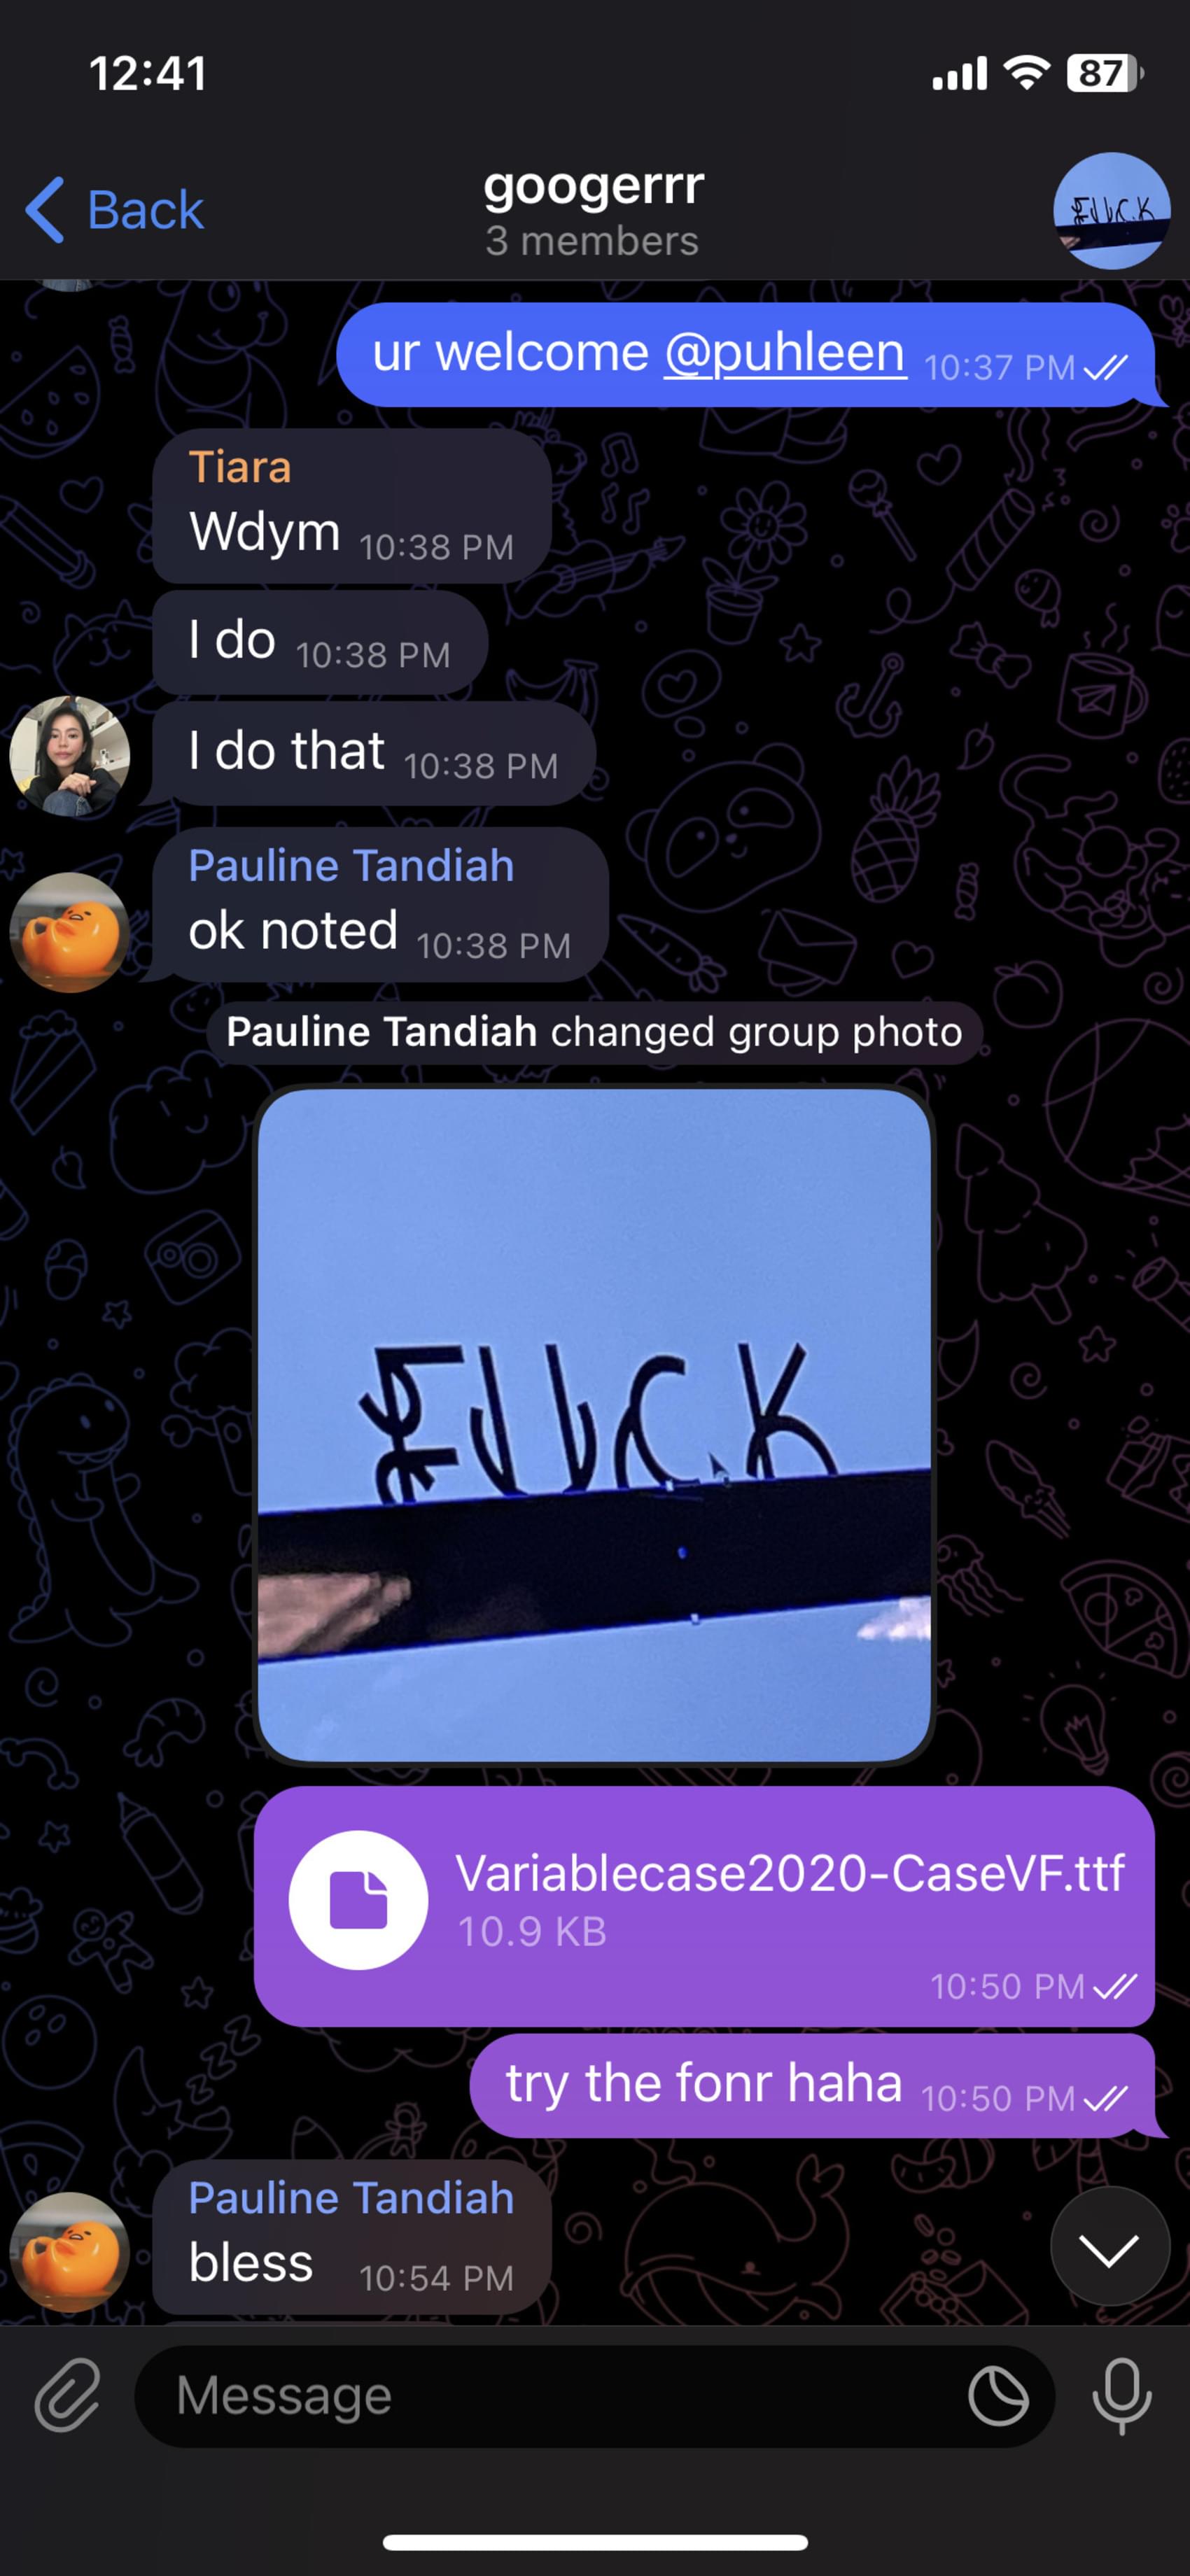 12:41
87
Back
googerrr
3 members
ur welcome @puhleen 10:37 PM
Tiara
Wdym 10:38 PM
I do 10:38 PM
I do that 10:38 PM
Pauline Tandiah
ok noted 10:38 PM
Pauline Tandiah changed group photo
FUCK
Variablecase2020-CaseVF.ttf
10.9 KB
10:50 PM
try the fonr haha 10:50 PM
Pauline Tandiah
bless 10:54 PM
Message